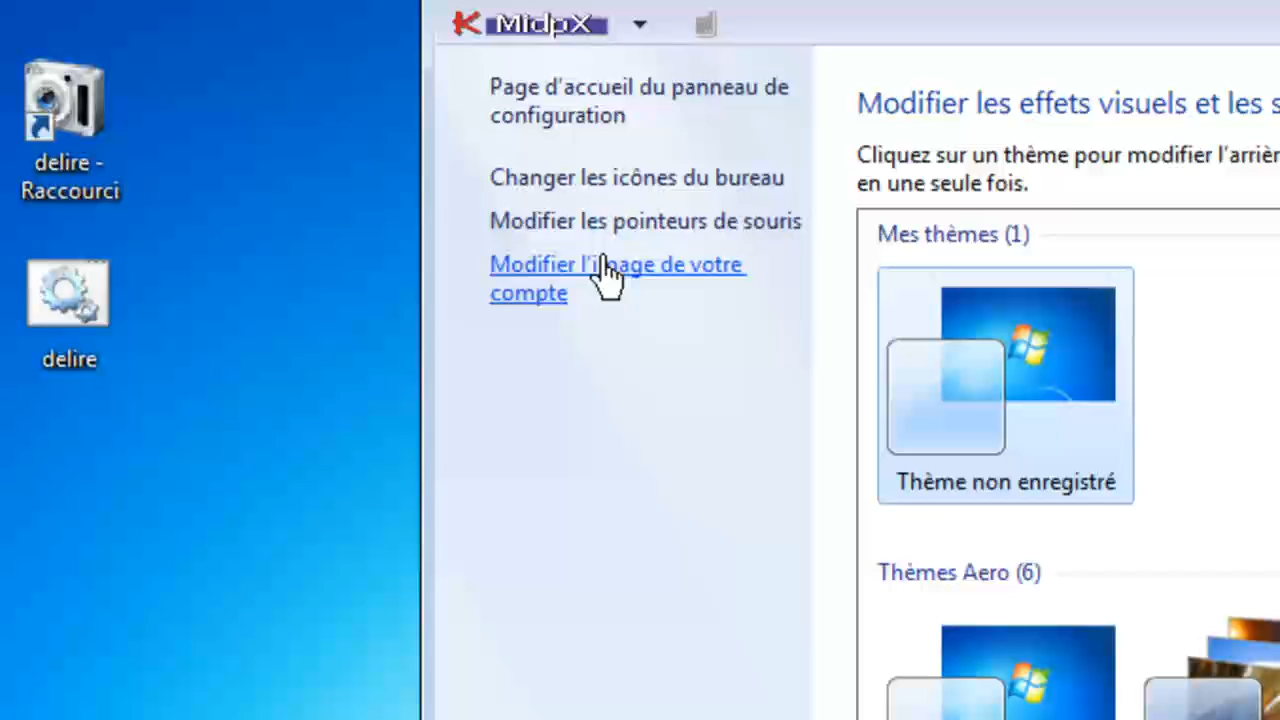 MidpX
delire -
Raccourci
delire
Page d'accueil du panneau de
configuration
Changer les icônes du bureau
Modifier les pointeurs de souris
Modifier l'image de votre
compte
Modifier les effets visuels et les s
Cliquez sur un thème pour modifier l'arriè
en une seule fois.
Mes thèmes (1)
Thème non enregistré
Thèmes Aero (6)